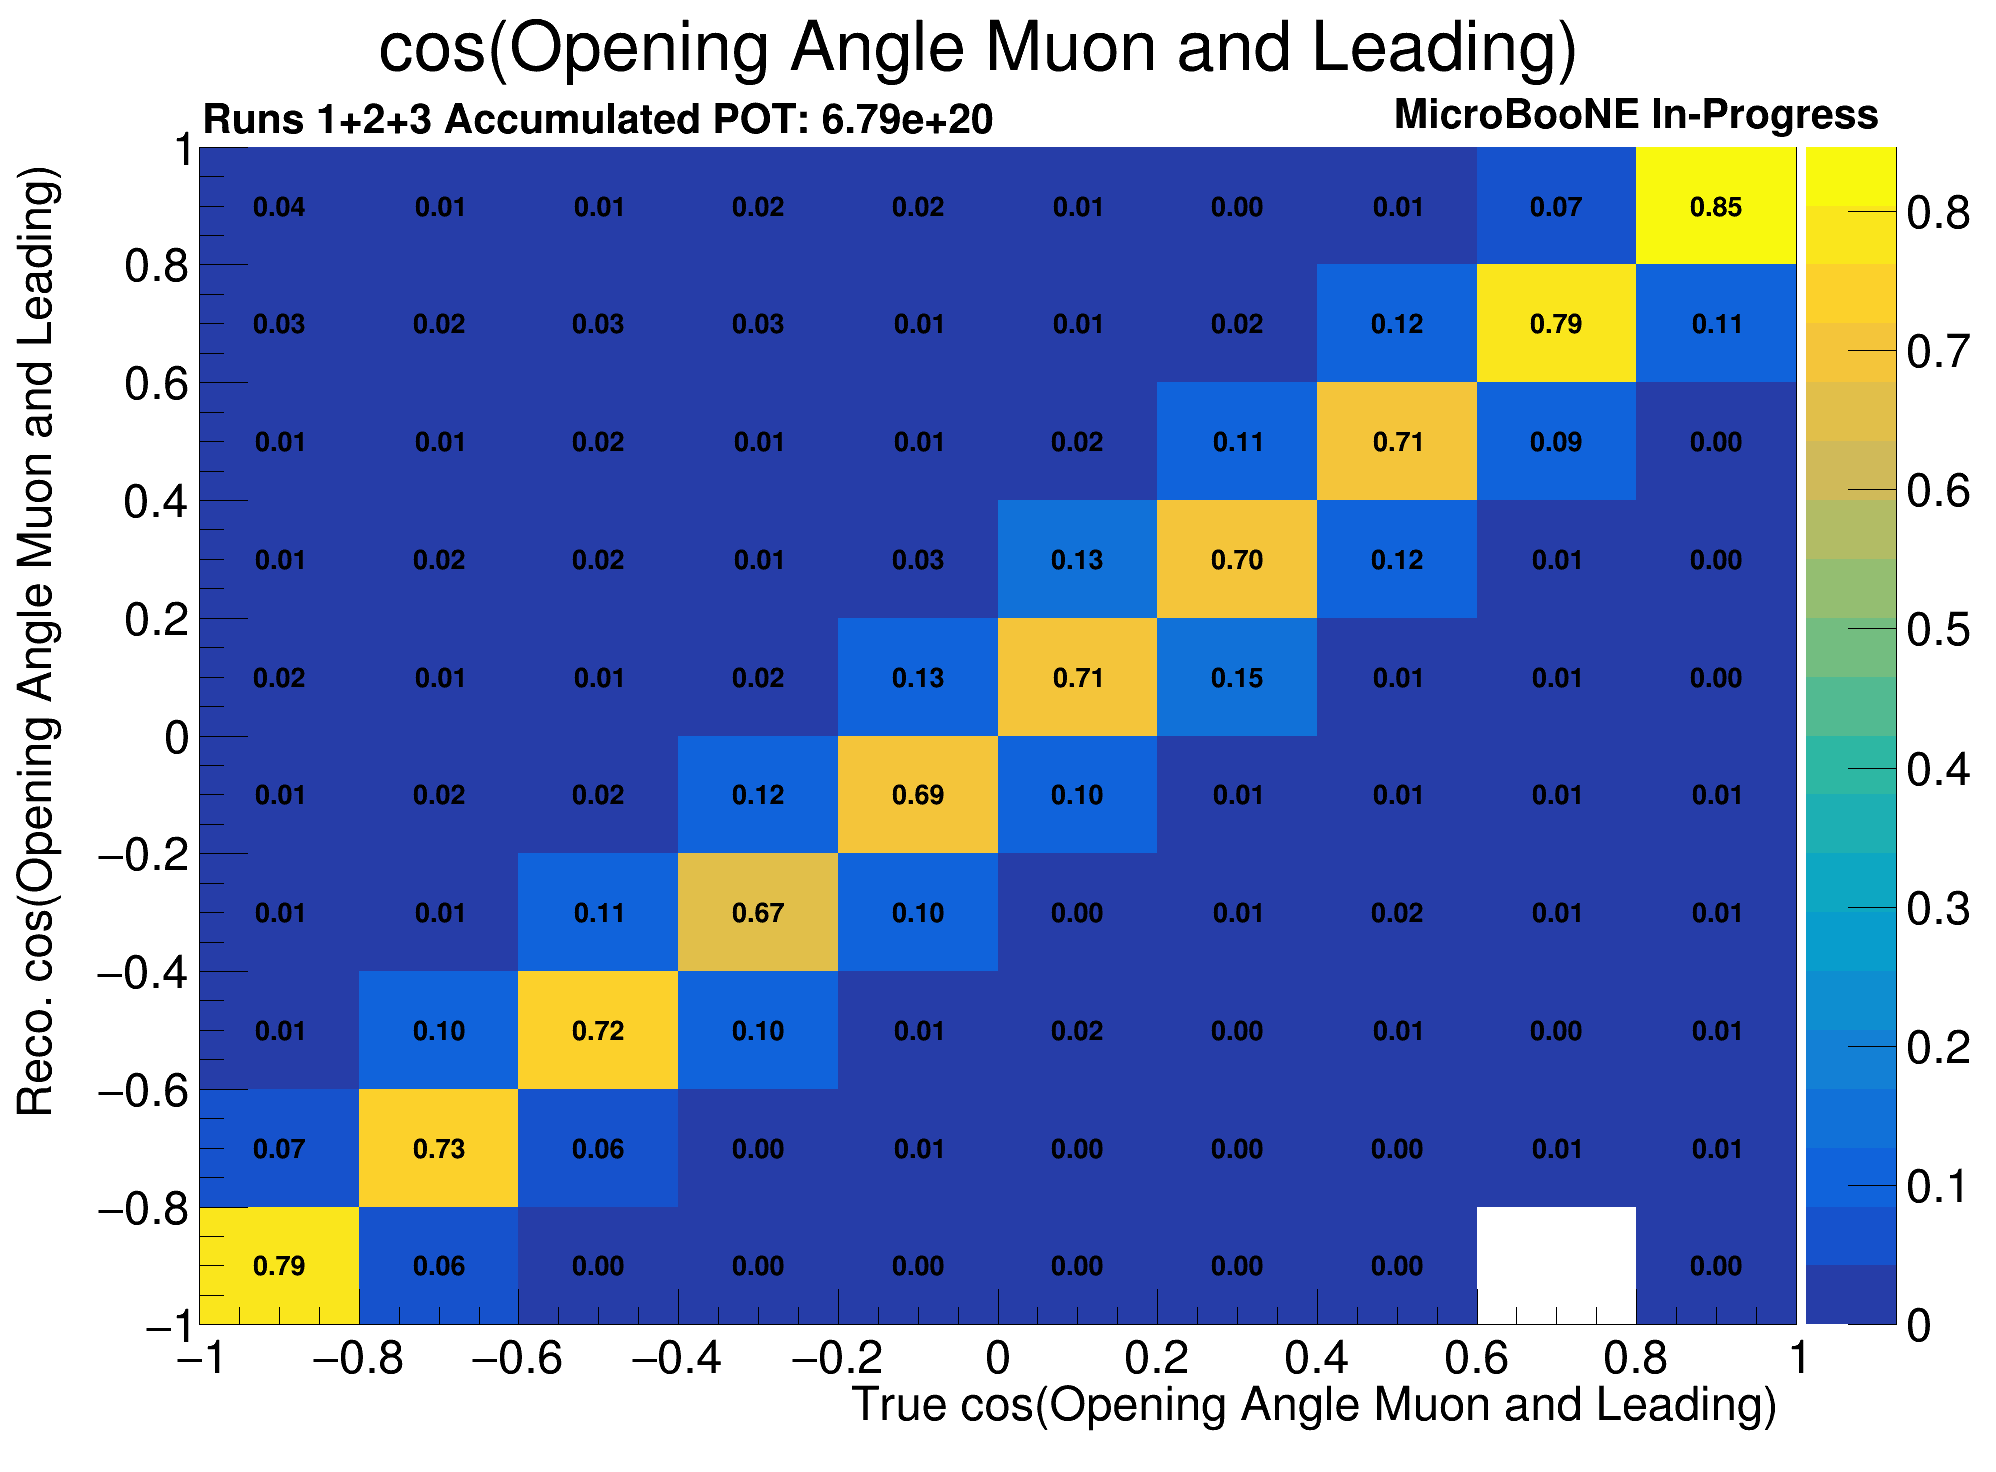 cos(Opening Angle Muon and Leading)
Runs 1+2+3 Accumulated POT: 6.79e+20
MicroBooNE In-Progress
Reco. cos(Opening Angle Muon and Leading)
1
0.04 0.01 0.01 0.02 0.02 0.01 0.00 0.01 0.07 0.85
0.8
0.8
0.03 0.02 0.03 0.03 0.01 0.01 0.02 0.12 0.79 0.11
0.7
0.6
0.01 0.01 0.02 0.01 0.01 0.02 0.11 0.71 0.09 0.00
0.6
0.4
0.01 0.02 0.02 0.01 0.03 0.13 0.70 0.12 0.01 0.00
0.5
0.2
0.02 0.01 0.01 0.02 0.13 0.71 0.15 0.01 0.01 0.00
0
0.4
0.01 0.02 0.02 0.12 0.69 0.10 0.01 0.01 0.01 0.01
−0.2
0.01 0.01 0.11 0.67 0.10 0.00 0.01 0.02 0.01 0.01
0.3
−0.4
0.01 0.10 0.72 0.10 0.01 0.02 0.00 0.01 0.00 0.01
0.2
−0.6
0.07 0.73 0.06 0.00 0.01 0.00 0.00 0.00 0.01 0.01
0.1
−0.8
0.79 0.06 0.00 0.00 0.00 0.00 0.00 0.00 0.00
−1
0
−1 −0.8 −0.6 −0.4 −0.2 0 0.2 0.4 0.6 0.8 1
True cos(Opening Angle Muon and Leading)